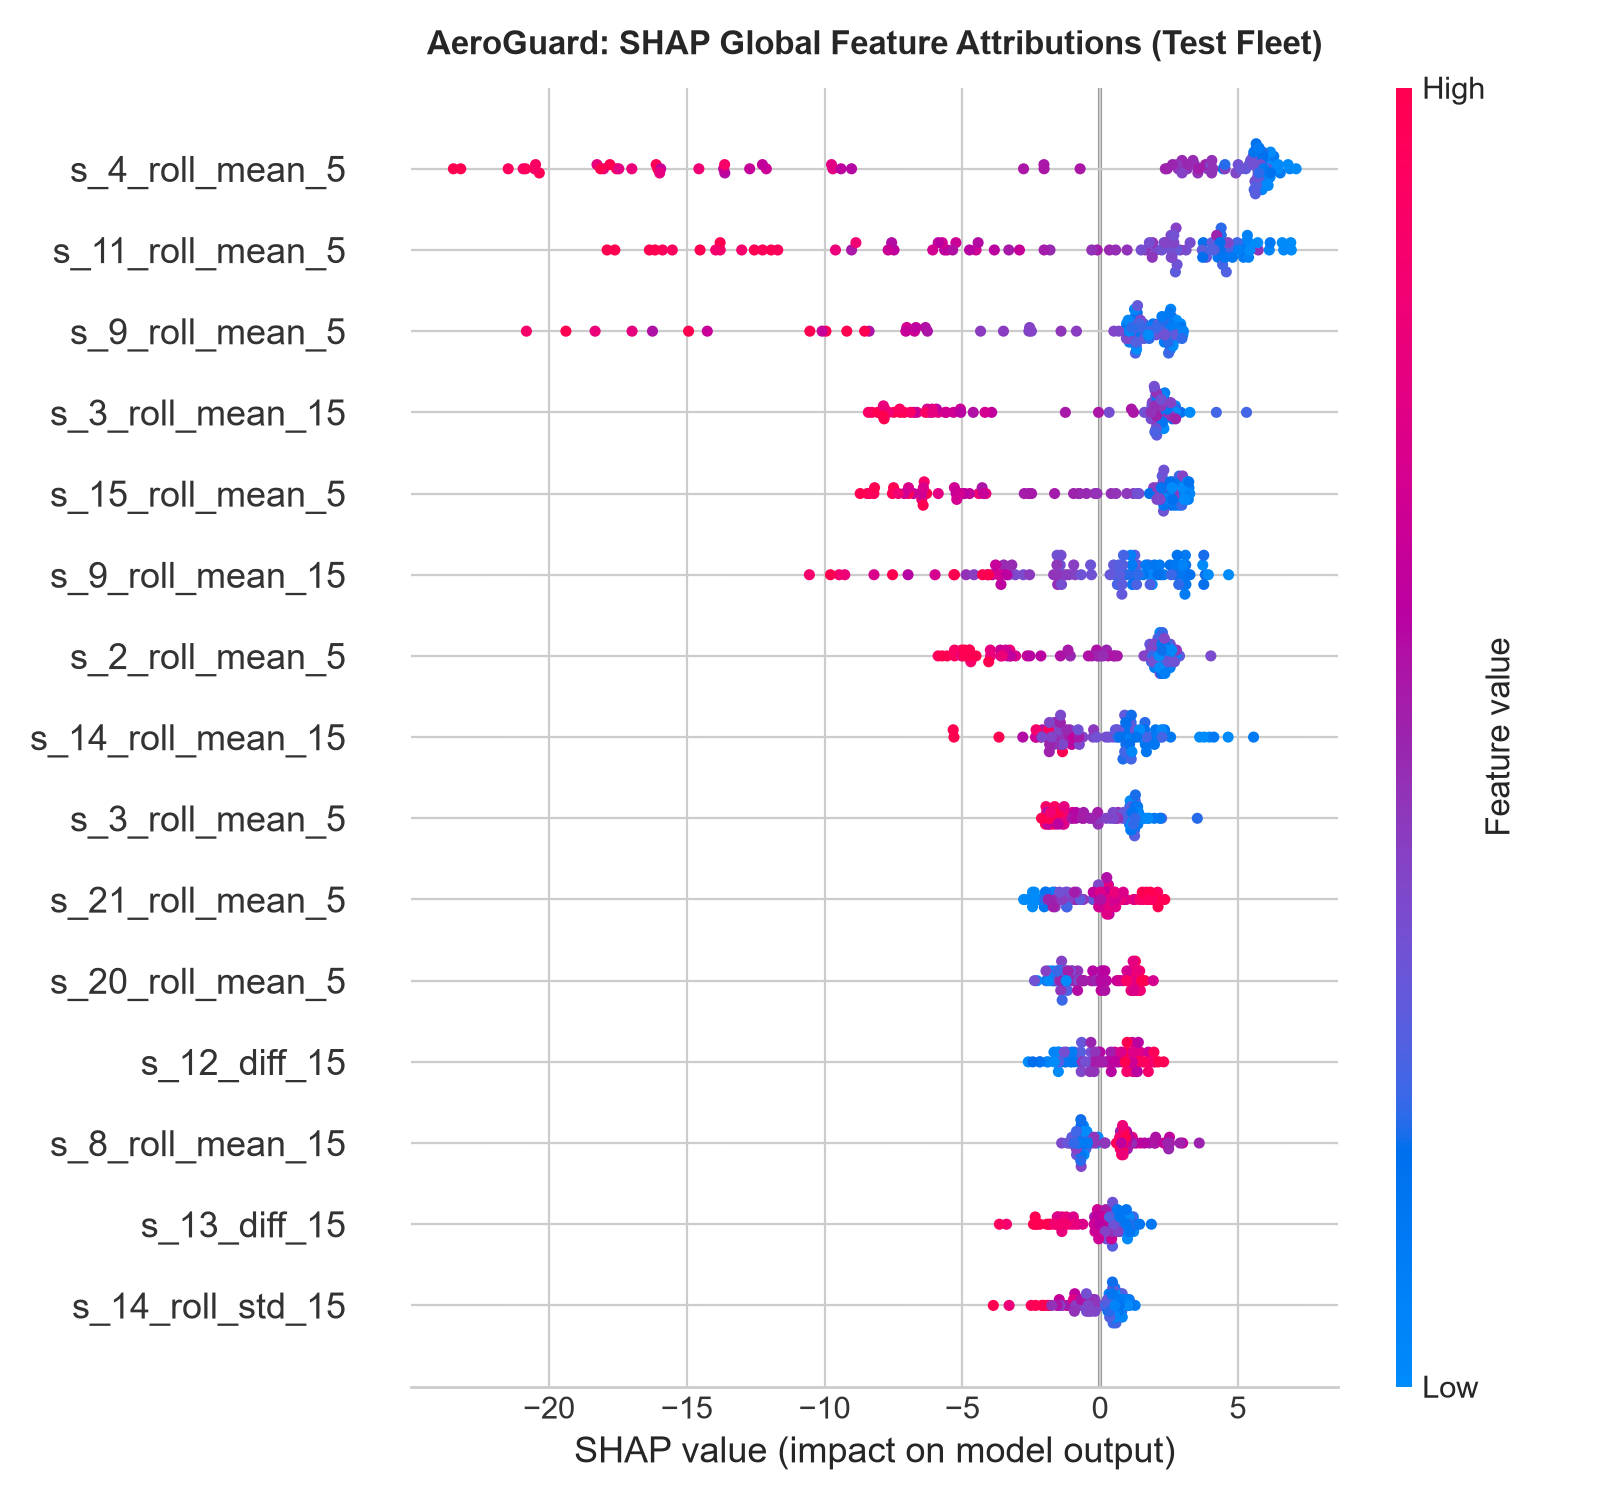 AeroGuard: SHAP Global Feature Attributions (Test Fleet)
High
s_4_roll_mean_5
s_11_roll_mean_5
s_9_roll_mean_5
s_3_roll_mean_15
s_15_roll_mean_5
s_9_roll_mean_15
s_2_roll_mean_5
s_14_roll_mean_15
s_3_roll_mean_5
s_21_roll_mean_5
s_20_roll_mean_5
s_12_diff_15
s_8_roll_mean_15
s_13_diff_15
s_14_roll_std_15
Feature value
Low
−20 −15 −10 −5 0 5
SHAP value (impact on model output)